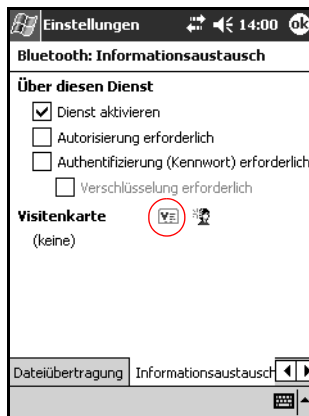 Einstellungen 14:00 ok
Bluetooth: Informationsaustausch
Über diesen Dienst
Dienst aktivieren
Autorisierung erforderlich
Authentifizierung (Kennwort) erforderlich
Verschlüsselung erforderlich
Visitenkarte
(keine)
Dateiübertragung Informationsaustausch